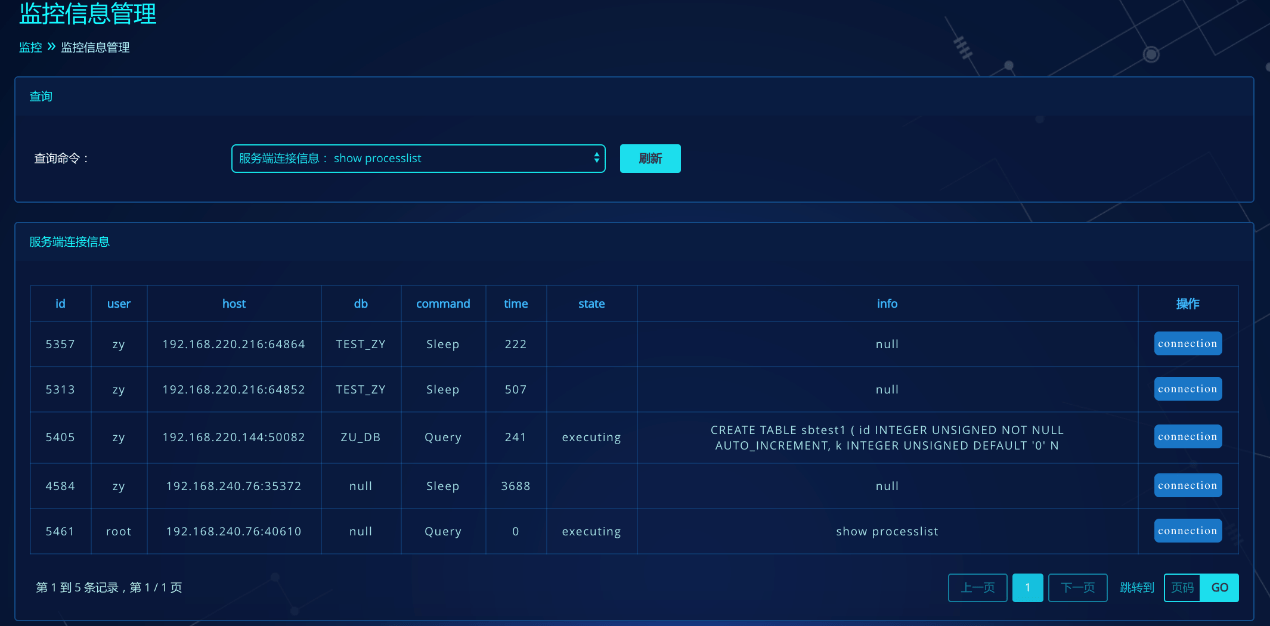 监控信息管理
监控 » 监控信息管理
查询
查询命令： 服务端连接信息： show processlist 刷新
服务端连接信息
id user host db command time state info 操作
5357 zy 192.168.220.216:64864 TEST_ZY Sleep 222 null connection
5313 zy 192.168.220.216:64852 TEST_ZY Sleep 507 null connection
5405 zy 192.168.220.144:50082 ZU_DB Query 241 executing CREATE TABLE sbtest1 ( id INTEGER UNSIGNED NOT NULL connection
AUTO_INCREMENT, k INTEGER UNSIGNED DEFAULT '0' N
4584 zy 192.168.240.76:35372 null Sleep 3688 null connection
5461 root 192.168.240.76:40610 null Query 0 executing show processlist connection
第 1 到 5 条记录，第 1 / 1 页 上一页 1 下一页 跳转到 页码 GO